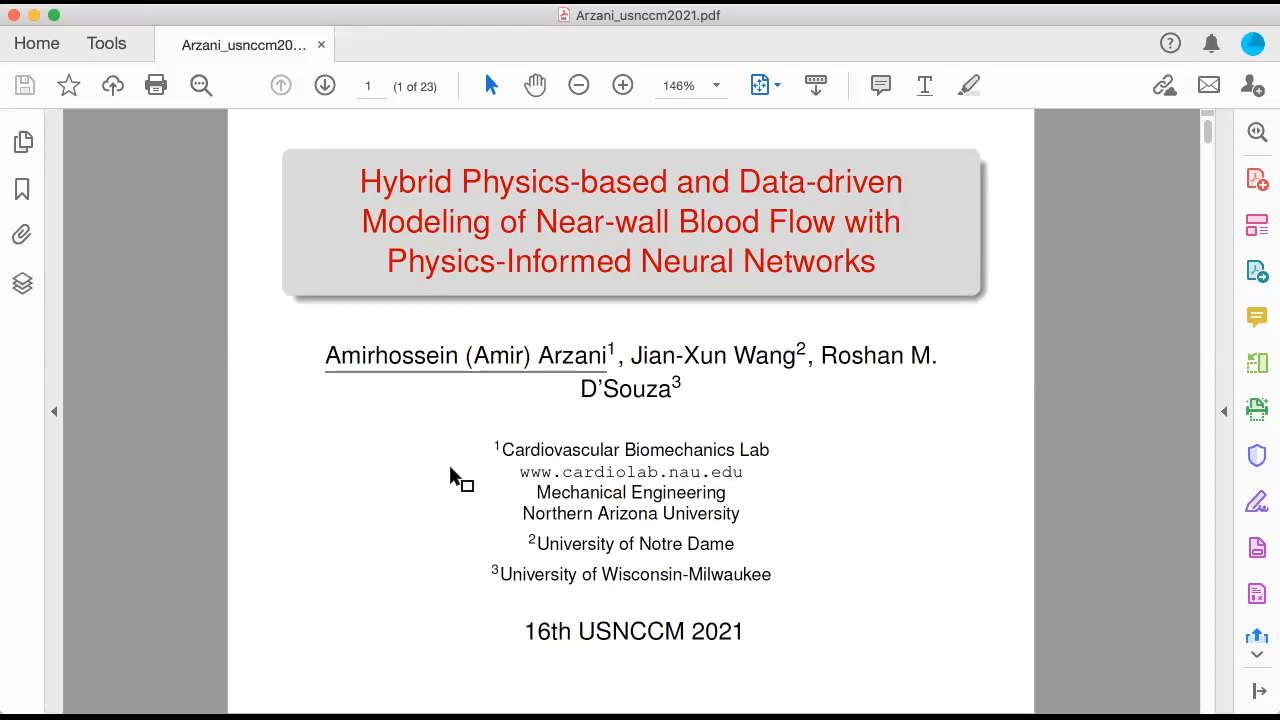 Arzani_usnccm2021.pdf
Home Tools Arzani_usnccm20... ×
1 (1 of 23) 146%
Hybrid Physics-based and Data-driven
Modeling of Near-wall Blood Flow with
Physics-Informed Neural Networks
Amirhossein (Amir) Arzani1, Jian-Xun Wang2, Roshan M.
D'Souza3
1Cardiovascular Biomechanics Lab
www.cardiolab.nau.edu
Mechanical Engineering
Northern Arizona University
2University of Notre Dame
3University of Wisconsin-Milwaukee
16th USNCCM 2021